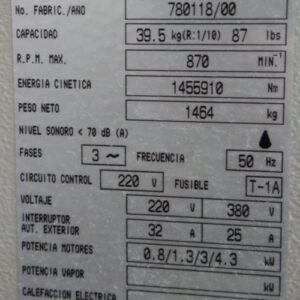 No. FABRIC./AÑO 780118/00
CAPACIDAD 39.5 kg(R:1/10) 87 lbs
R.P.M. MAX. 870 MIN⁻¹
ENERGIA CINETICA 1455910 Nm
PESO NETO 1464 kg
NIVEL SONORO < 70 dB (A)
FASES 3 ~ FRECUENCIA 50 Hz
CIRCUITO CONTROL 220 V FUSIBLE T-1A
VOLTAJE 220 V 380 V
INTERRUPTOR
AUT. EXTERIOR 32 A 25 A
POTENCIA MOTORES 0.8/1.3/3/4.3 kW
POTENCIA VAPOR kW
CALEFACCION ELECTRICA